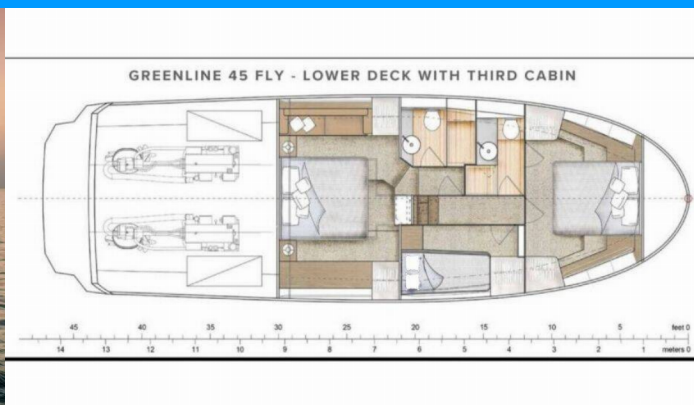 GREENLINE 45 FLY - LOWER DECK WITH THIRD CABIN
45 40 35 30 25 20 15 10 5 feet 0
14 13 12 11 10 9 8 7 6 5 4 3 2 1 meters 0